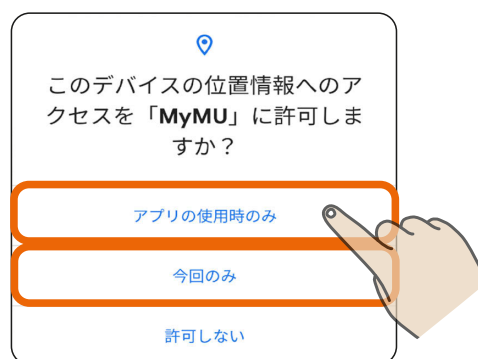 このデバイスの位置情報へのア
クセスを「MyMU」に許可しま
すか？
アプリの使用時のみ
今回のみ
許可しない